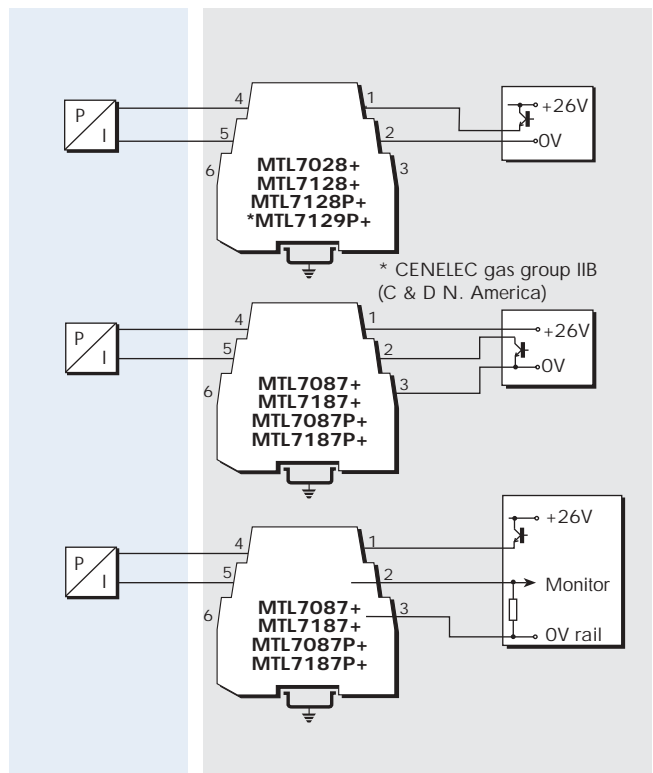 P
I
4
5
6
1
2
3
MTL7028+
MTL7128+
MTL7128P+
*MTL7129P+
+26V
0V
* CENELEC gas group IIB
(C & D N. America)
P
I
4
5
6
1
2
3
MTL7087+
MTL7187+
MTL7087P+
MTL7187P+
+26V
0V
P
I
4
5
6
1
2
3
MTL7087+
MTL7187+
MTL7087P+
MTL7187P+
+26V
Monitor
0V rail